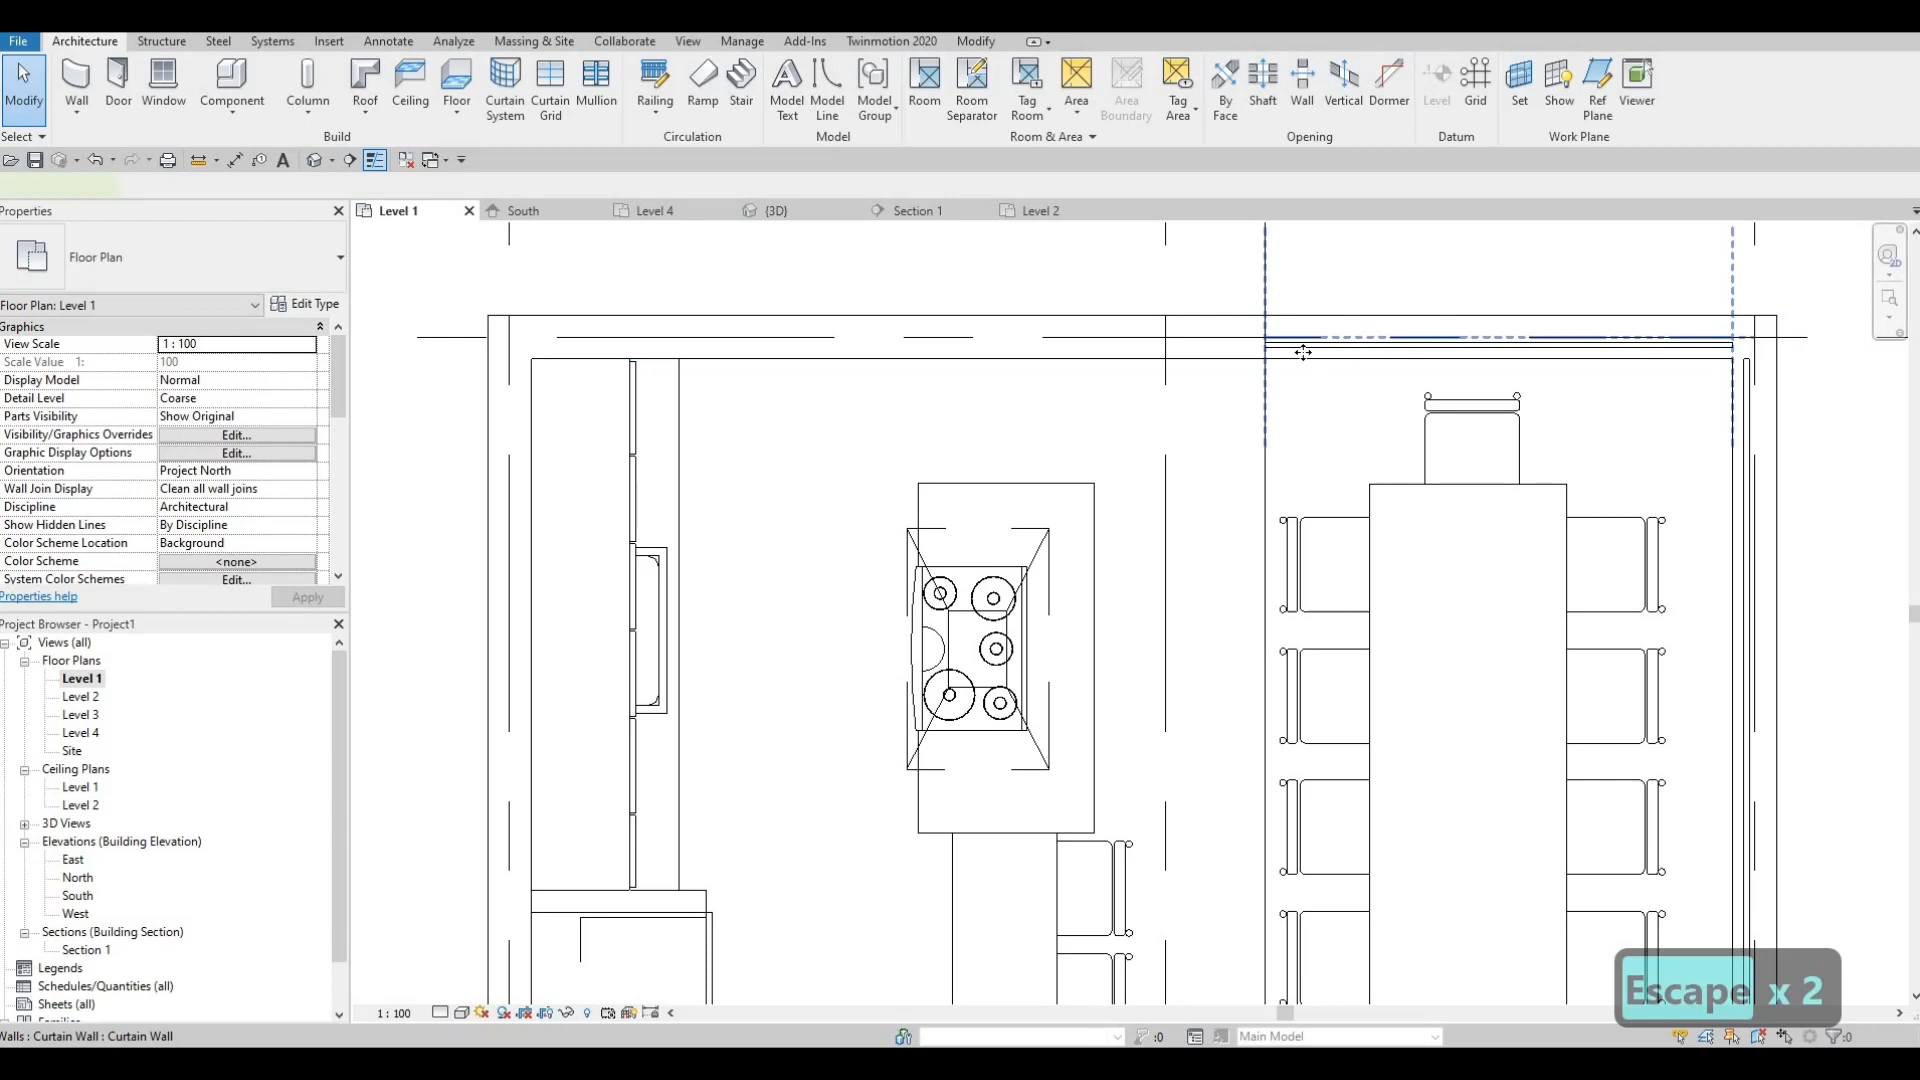 File Architecture Structure Steel Systems Insert Annotate Analyze Massing & Site Collaborate View Manage Add-Ins Twinmotion 2020 Modify
Modify Wall Door Window Component Column Roof Ceiling Floor Curtain System Curtain Grid Mullion Railing Ramp Stair Model Text Model Line Model Group Room Room Separator Tag Room Area Area Boundary Tag Area By Face Shaft Wall Vertical Dormer Level Grid Set Show Ref Plane Viewer
Select Build Circulation Model Room & Area Opening Datum Work Plane
Properties
Level 1 South Level 4 {3D} Section 1 Level 2
Floor Plan
Floor Plan: Level 1 Edit Type
Graphics
View Scale 1 : 100
Scale Value 1: 100
Display Model Normal
Detail Level Coarse
Parts Visibility Show Original
Visibility/Graphics Overrides Edit...
Graphic Display Options Edit...
Orientation Project North
Wall Join Display Clean all wall joins
Discipline Architectural
Show Hidden Lines By Discipline
Color Scheme Location Background
Color Scheme <none>
System Color Schemes Edit...
Properties help Apply
Project Browser - Project1
Views (all)
Floor Plans
Level 1
Level 2
Level 3
Level 4
Site
Ceiling Plans
Level 1
Level 2
3D Views
Elevations (Building Elevation)
East
North
South
West
Sections (Building Section)
Section 1
Legends
Schedules/Quantities (all)
Sheets (all)
1 : 100
Escape x 2
Walls : Curtain Wall : Curtain Wall
:0 Main Model :0
2D